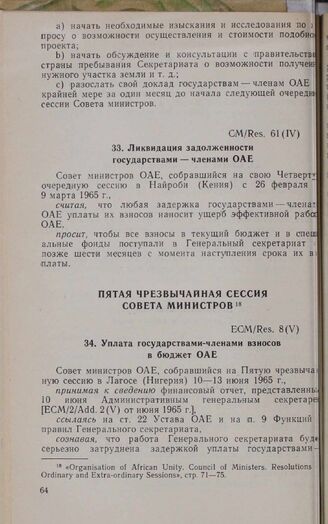 а) начать необходимые изыскания и исследования по
просу о возможности осуществления и стоимости подобно
проекта;
b) начать обсуждение и консультации с правительств
страны пребывания Секретариата о возможности получен
нужного участка земли и т. д.;
с) разослать свой доклад государствам — членам ОАЕ
крайней мере за один месяц до начала следующей очередн
сессии Совета министров.
CM/Res. 61 (IV)
33. Ликвидация задолженности
государствами — членами ОАЕ
Совет министров ОАЕ, собравшийся на свою Четверт
очередную сессию в Найроби (Кения) с 26 февраля
9 марта 1965 г.,
считая, что любая задержка государствами — члена
ОАЕ уплаты их взносов наносит ущерб эффективной рабо
ОАЕ,
просит, чтобы все взносы в текущий бюджет и в спец
альные фонды поступали в Генеральный секретариат
позже шести месяцев с момента наступления срока их в
платы.
ПЯТАЯ ЧРЕЗВЫЧАЙНАЯ СЕССИЯ
СОВЕТА МИНИСТРОВ 18
ECM/Res. 8 (V)
34. Уплата государствами-членами взносов
в бюджет ОАЕ
Совет министров ОАЕ, собравшийся на Пятую чрезвыча
ную сессию в Лагосе (Нигерия) 10—13 июня 1965 г.,
принимая к сведению финансовый отчет, представленны
10 июня Административным генеральным секретаре
[ECM/2/Add. 2 (V) от июня 1965 г.],
ссылаясь на ст. 22 Устава ОАЕ и на п. 9 Функций
правил Генерального секретариата,
сознавая, что работа Генерального секретариата буд
серьезно затруднена задержкой уплаты государствами-
18 «Organisation of African Unity. Council of Ministers. Resolutions
Ordinary and Extra-ordinary Sessions», стр. 71—75.
64